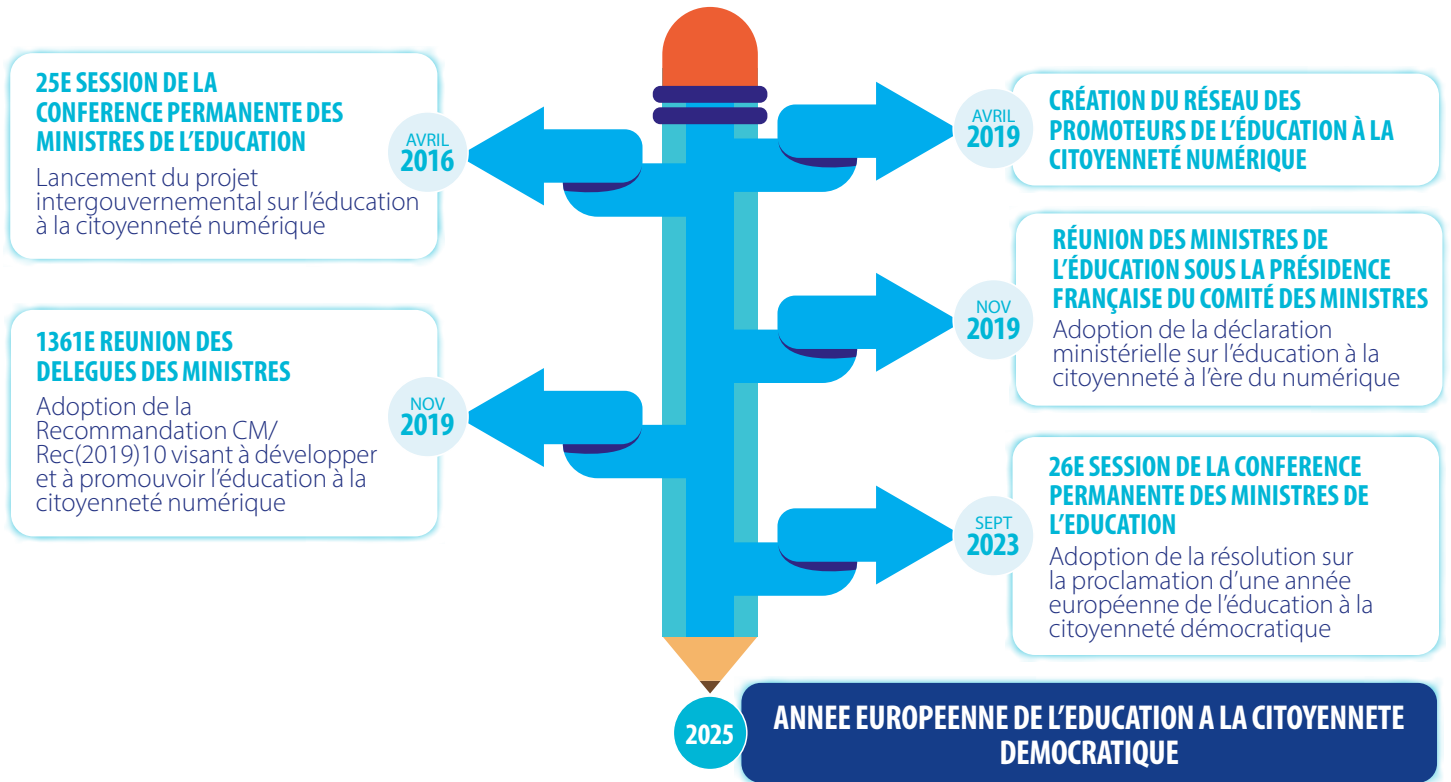 25E SESSION DE LA
CONFERENCE PERMANENTE DES
MINISTRES DE L'EDUCATION
Lancement du projet
intergouvernemental sur l'éducation
à la citoyenneté numérique
AVRIL
2016
AVRIL
2019
CRÉATION DU RÉSEAU DES
PROMOTEURS DE L'ÉDUCATION À LA
CITOYENNETÉ NUMÉRIQUE
NOV
2019
RÉUNION DES MINISTRES DE
L'ÉDUCATION SOUS LA PRÉSIDENCE
FRANÇAISE DU COMITÉ DES MINISTRES
Adoption de la déclaration
ministérielle sur l'éducation à la
citoyenneté à l'ère du numérique
1361E REUNION DES
DELEGUES DES MINISTRES
Adoption de la
Recommandation CM/
Rec(2019)10 visant à développer
et à promouvoir l'éducation à la
citoyenneté numérique
NOV
2019
SEPT
2023
26E SESSION DE LA CONFERENCE
PERMANENTE DES MINISTRES DE
L'EDUCATION
Adoption de la résolution sur
la proclamation d'une année
européenne de l'éducation à la
citoyenneté démocratique
2025
ANNEE EUROPEENNE DE L'EDUCATION A LA CITOYENNETE
DEMOCRATIQUE